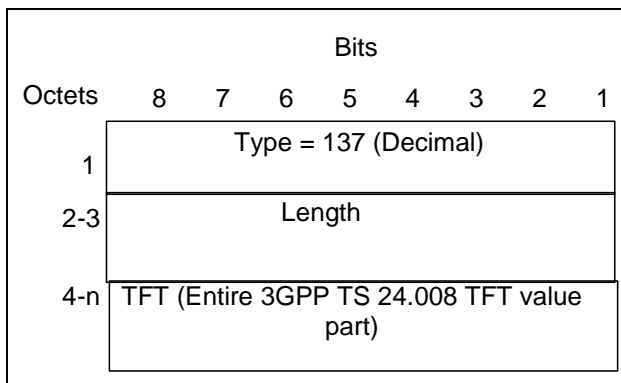 Bits
Octets 8 7 6 5 4 3 2 1
1 Type = 137 (Decimal)
2-3 Length
4-n TFT (Entire 3GPP TS 24.008 TFT value
part)